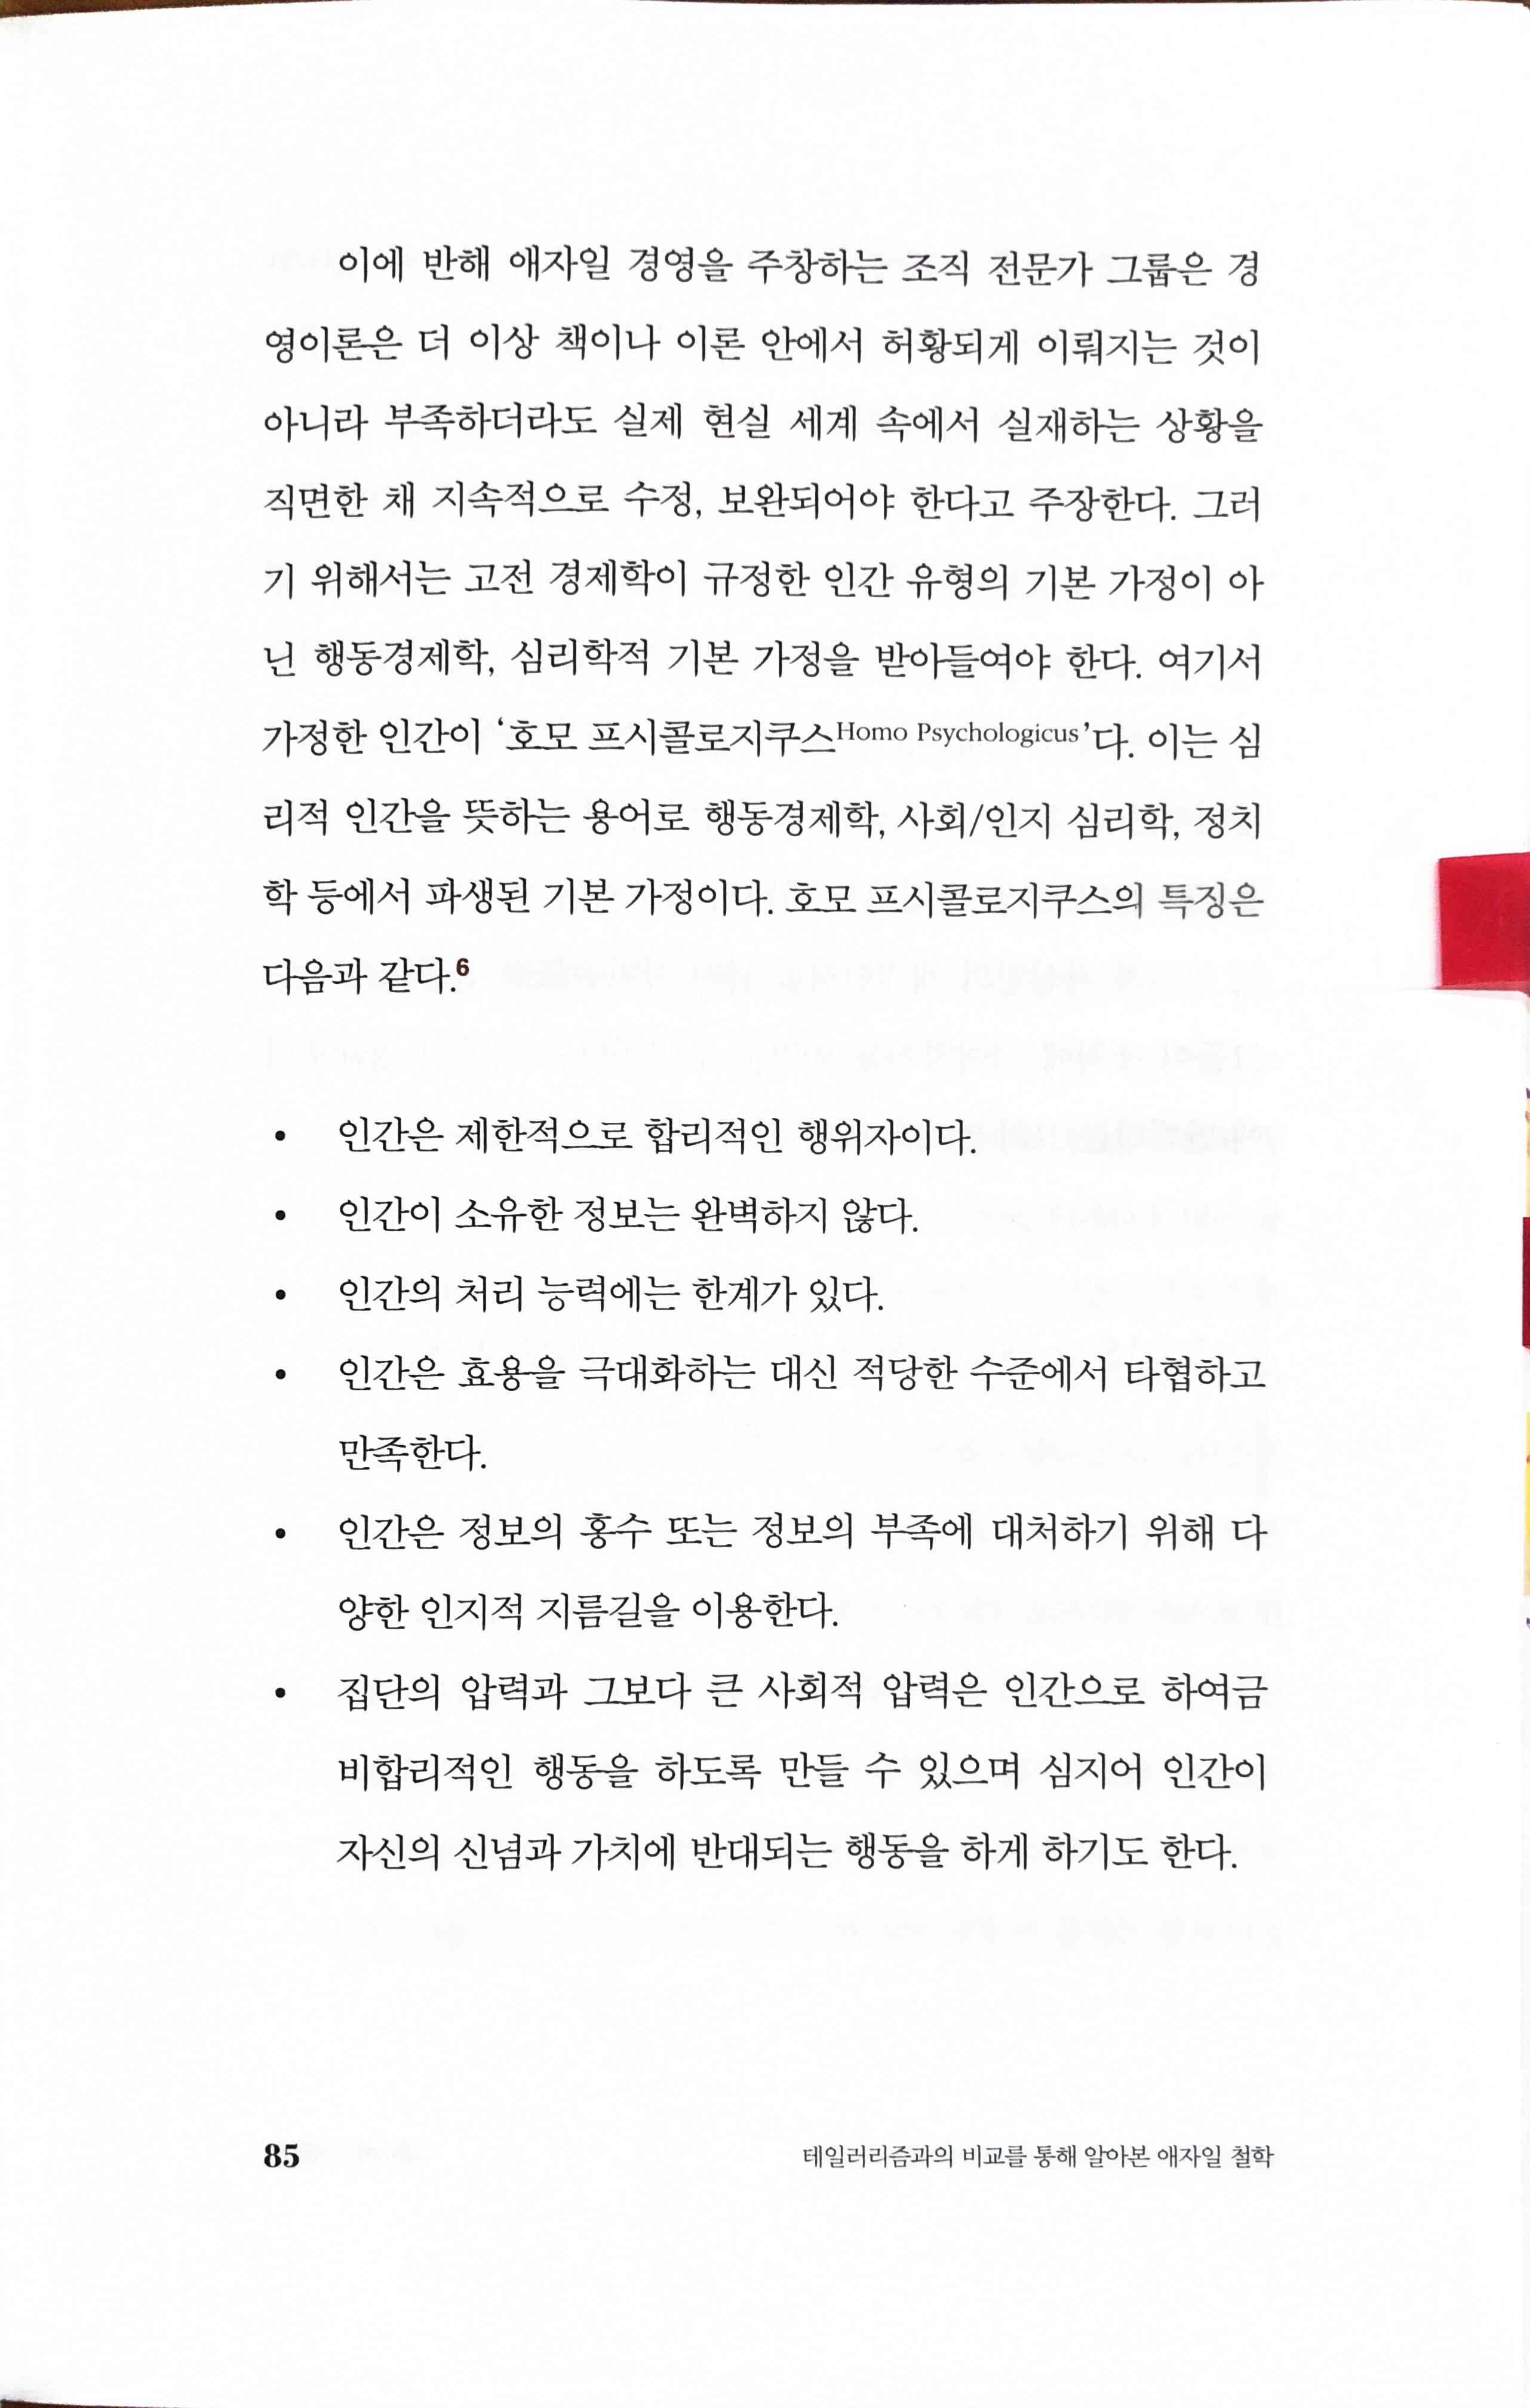 이에 반해 애자일 경영을 주창하는 조직 전문가 그룹은 경
영이론은 더 이상 책이나 이론 안에서 허황되게 이뤄지는 것이
아니라 부족하더라도 실제 현실 세계 속에서 실재하는 상황을
직면한 채 지속적으로 수정, 보완되어야 한다고 주장한다. 그러
기 위해서는 고전 경제학이 규정한 인간 유형의 기본 가정이 아
닌 행동경제학, 심리학적 기본 가정을 받아들여야 한다. 여기서
가정한 인간이 ‘호모 프시콜로지쿠스Homo Psychologicus’다. 이는 심
리적 인간을 뜻하는 용어로 행동경제학, 사회/인지 심리학, 정치
학 등에서 파생된 기본 가정이다. 호모 프시콜로지쿠스의 특징은
다음과 같다.6
• 인간은 제한적으로 합리적인 행위자이다.
• 인간이 소유한 정보는 완벽하지 않다.
• 인간의 처리 능력에는 한계가 있다.
• 인간은 효용을 극대화하는 대신 적당한 수준에서 타협하고
만족한다.
• 인간은 정보의 홍수 또는 정보의 부족에 대처하기 위해 다
양한 인지적 지름길을 이용한다.
• 집단의 압력과 그보다 큰 사회적 압력은 인간으로 하여금
비합리적인 행동을 하도록 만들 수 있으며 심지어 인간이
자신의 신념과 가치에 반대되는 행동을 하게 하기도 한다.
85 테일러리즘과의 비교를 통해 알아본 애자일 철학